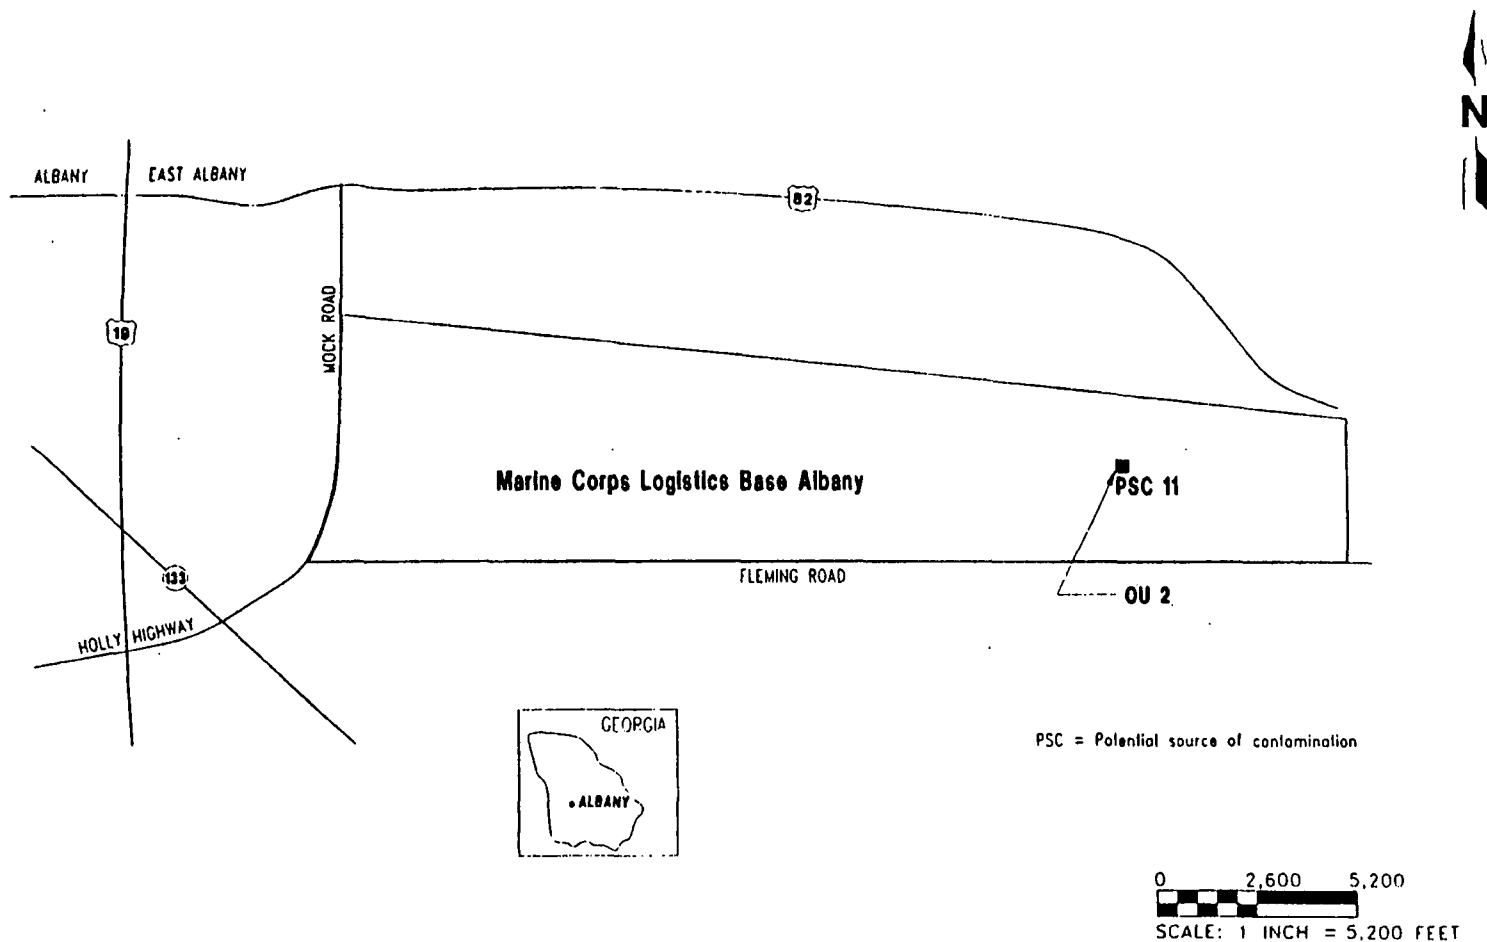 N
ALBANY
EAST ALBANY
82
19
MOCK ROAD
Marine Corps Logistics Base Albany
PSC 11
FLEMING ROAD
133
OU 2
HOLLY HIGHWAY
GEORGIA
ALBANY
PSC = Potential source of contamination
0 2,600 5,200
SCALE: 1 INCH = 5,200 FEET